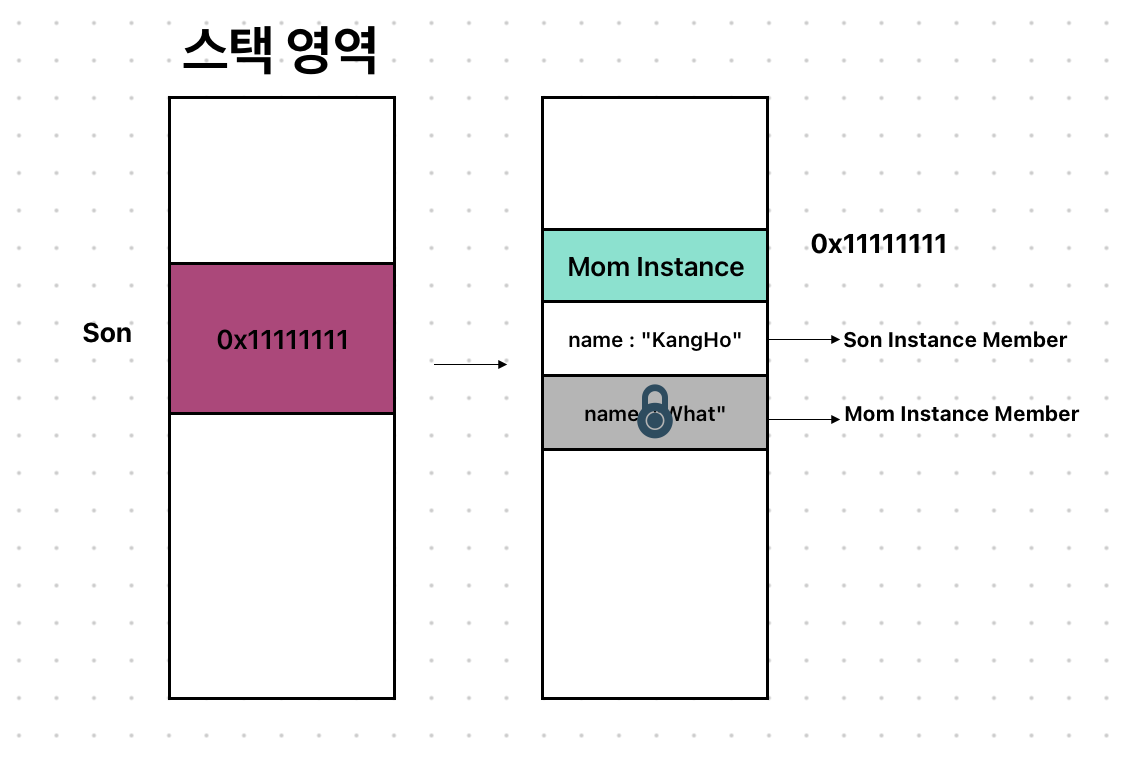 스택 영역
Son
0x11111111
Mom Instance
0x11111111
name : "KangHo"
Son Instance Member
name What"
Mom Instance Member